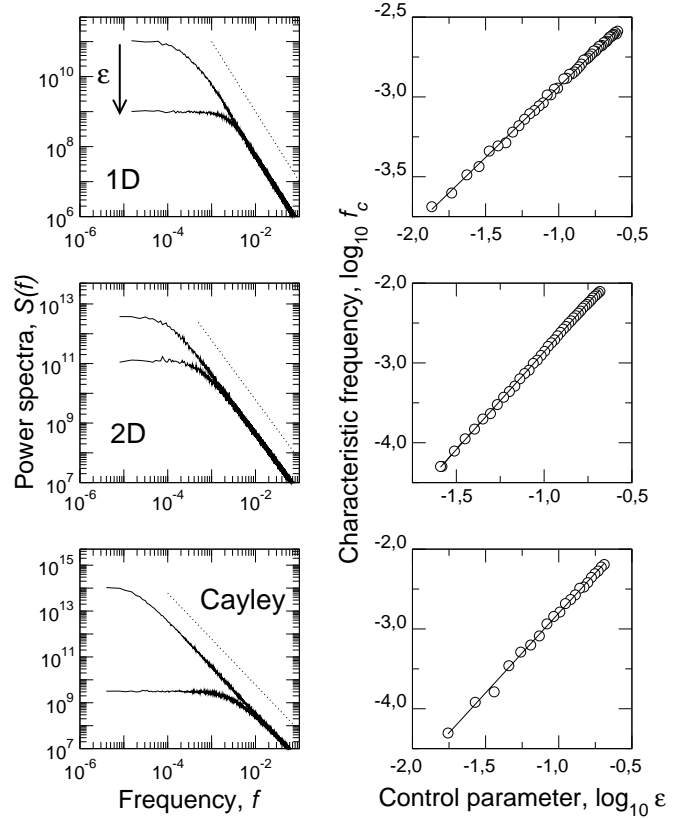 Power spectra, S(f)
10^10
10^8
10^6
ε
1D
10^-6 10^-4 10^-2
10^13
10^11
10^9
10^7
2D
10^-6 10^-4 10^-2
10^15
10^13
10^11
10^9
10^7
Cayley
10^-6 10^-4 10^-2
Frequency, f
Characteristic frequency, log10 fc
-2,5
-3,0
-3,5
-2,0 -1,5 -1,0 -0,5
-2,0
-3,0
-4,0
-1,5 -1,0 -0,5
-2,0
-3,0
-4,0
-2,0 -1,5 -1,0 -0,5
Control parameter, log10 ε